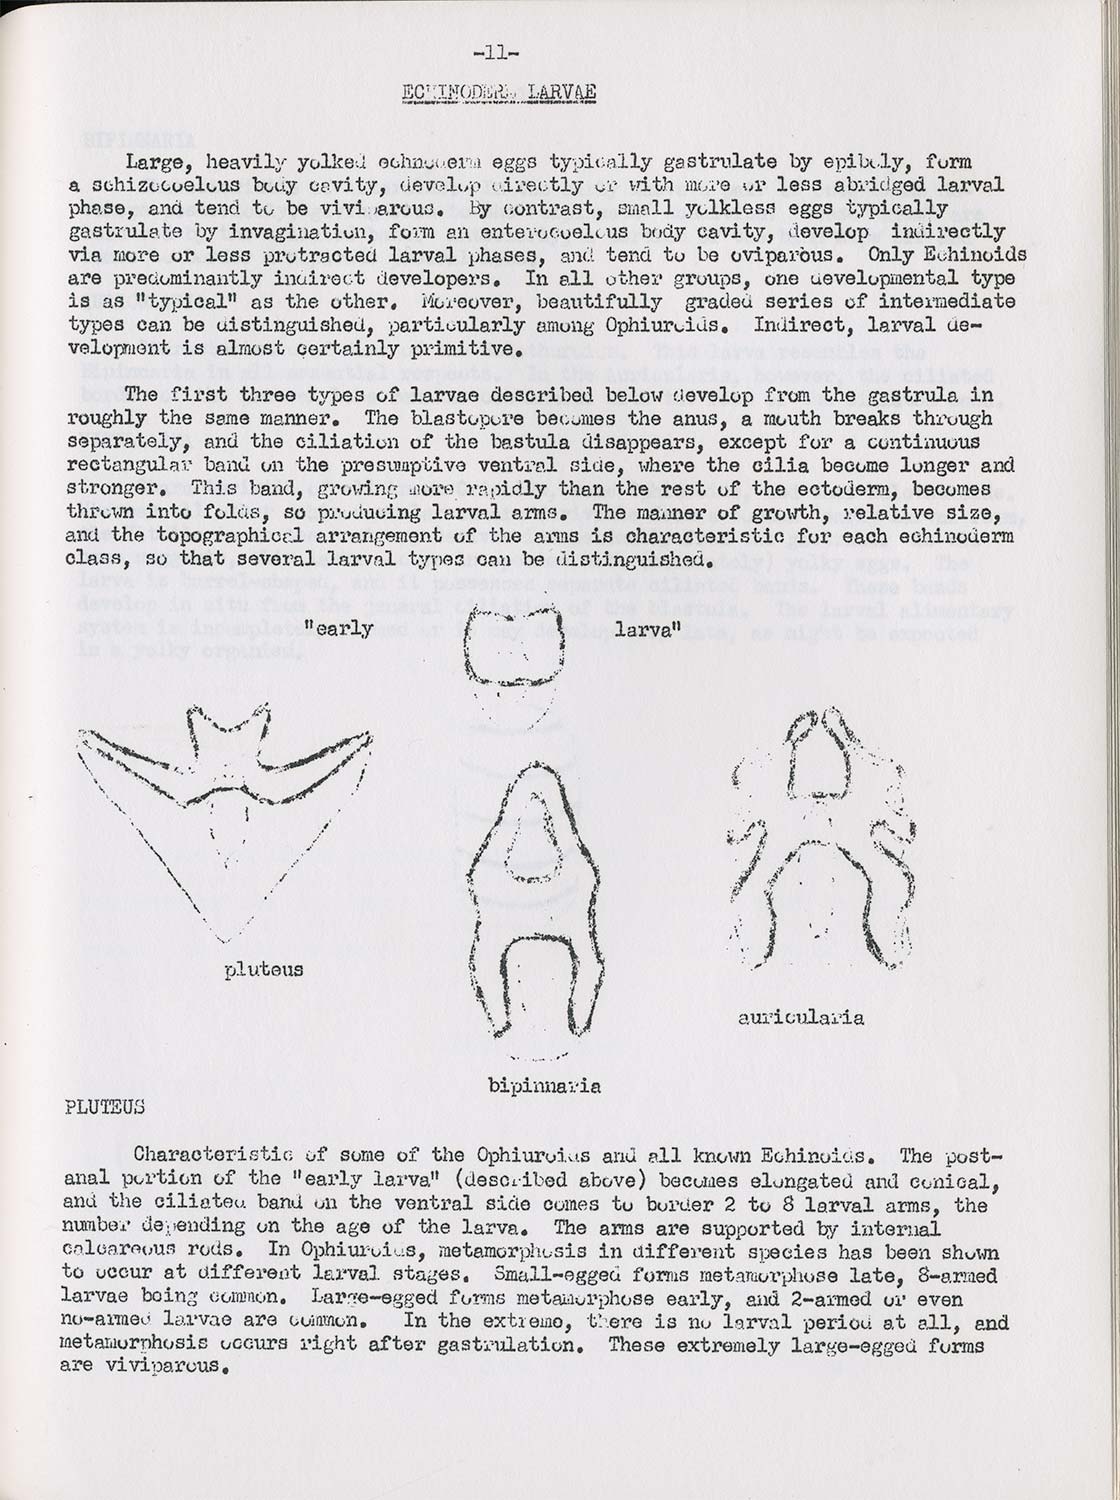 -11-
ECHINODERM LARVAE
Large, heavily yolked echnoderm eggs typically gastrulate by epiboly, form
a schizocoelous body cavity, develop directly or with more or less abridged larval
phase, and tend to be viviparous. By contrast, small yolkless eggs typically
gastrulate by invagination, form an enterocoelous body cavity, develop indirectly
via more or less protracted larval phases, and tend to be oviparous. Only Echinoids
are predominantly indirect developers. In all other groups, one developmental type
is as "typical" as the other. Moreover, beautifully graded series of intermediate
types can be distinguished, particularly among Ophiuroids. Indirect, larval de-
velopment is almost certainly primitive.
The first three types of larvae described below develop from the gastrula in
roughly the same manner. The blastopore becomes the anus, a mouth breaks through
separately, and the ciliation of the bastula disappears, except for a continuous
rectangular band on the presumptive ventral side, where the cilia become longer and
stronger. This band, growing more rapidly than the rest of the ectoderm, becomes
thrown into folds, so producing larval arms. The manner of growth, relative size,
and the topographical arrangement of the arms is characteristic for each echinoderm
class, so that several larval types can be distinguished.
"early larva"
pluteus
auricularia
bipinnaria
PLUTEUS
Characteristic of some of the Ophiuroids and all known Echinoids. The post-
anal portion of the "early larva" (described above) becomes elongated and conical,
and the ciliated band on the ventral side comes to border 2 to 8 larval arms, the
number depending on the age of the larva. The arms are supported by internal
calcareous rods. In Ophiuroids, metamorphosis in different species has been shown
to occur at different larval stages. Small-egged forms metamorphose late, 8-armed
larvae being common. Large-egged forms metamorphose early, and 2-armed or even
no-armed larvae are common. In the extreme, there is no larval period at all, and
metamorphosis occurs right after gastrulation. These extremely large-egged forms
are viviparous.